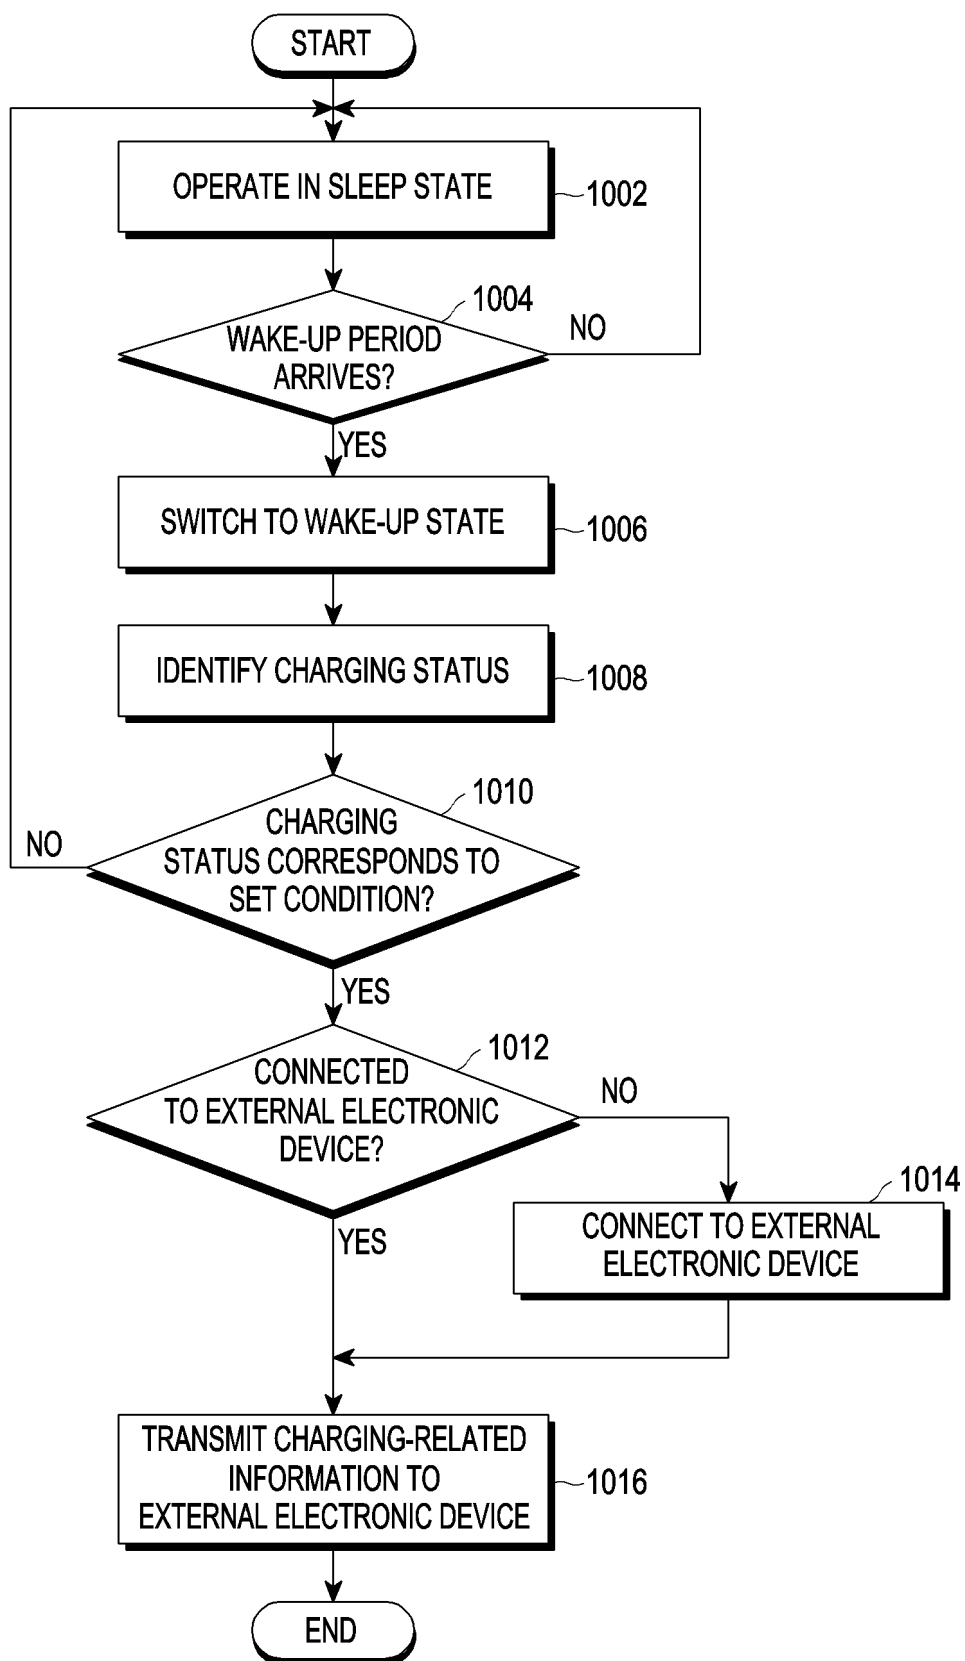 START
OPERATE IN SLEEP STATE
1002
1004
WAKE-UP PERIOD
ARRIVES?
NO
YES
SWITCH TO WAKE-UP STATE
1006
IDENTIFY CHARGING STATUS
1008
1010
CHARGING
STATUS CORRESPONDS TO
SET CONDITION?
NO
YES
1012
CONNECTED
TO EXTERNAL ELECTRONIC
DEVICE?
NO
YES
1014
CONNECT TO EXTERNAL
ELECTRONIC DEVICE
TRANSMIT CHARGING-RELATED
INFORMATION TO
EXTERNAL ELECTRONIC DEVICE
1016
END